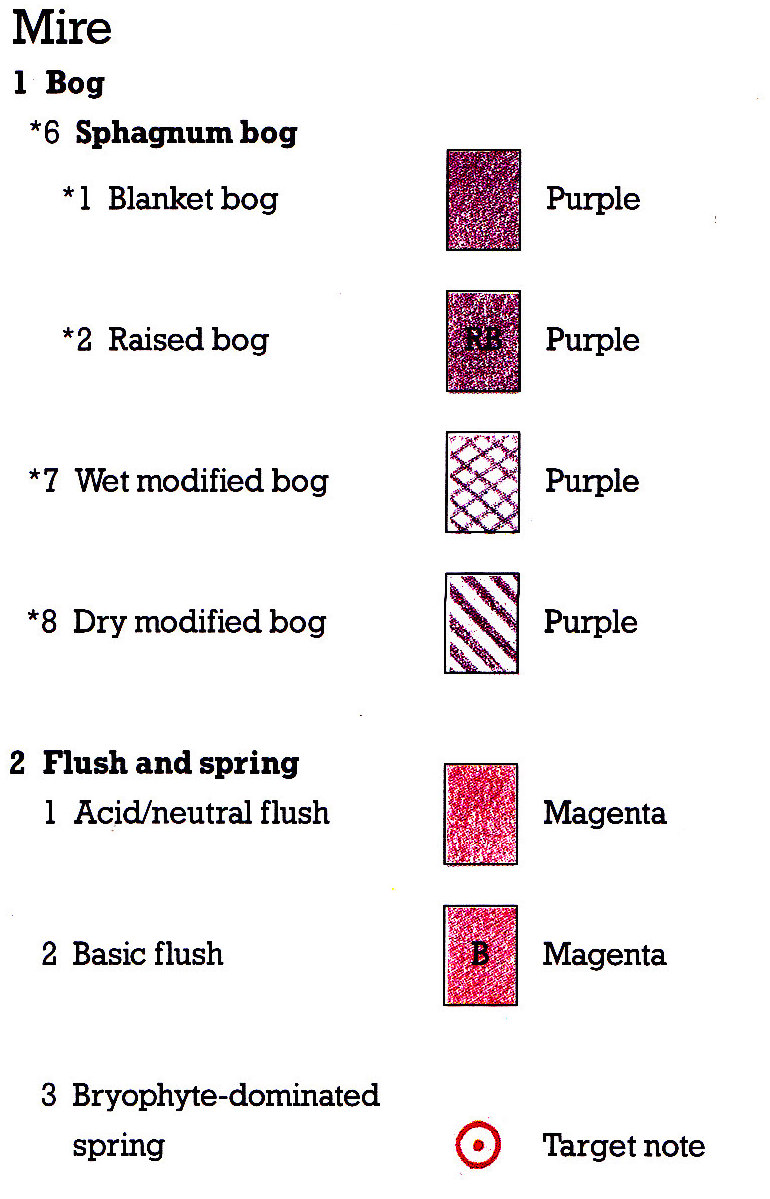 Mire
1 Bog
*6 Sphagnum bog
*1 Blanket bog Purple
*2 Raised bog RB Purple
*7 Wet modified bog Purple
*8 Dry modified bog Purple
2 Flush and spring
1 Acid/neutral flush Magenta
2 Basic flush B Magenta
3 Bryophyte-dominated
spring Target note